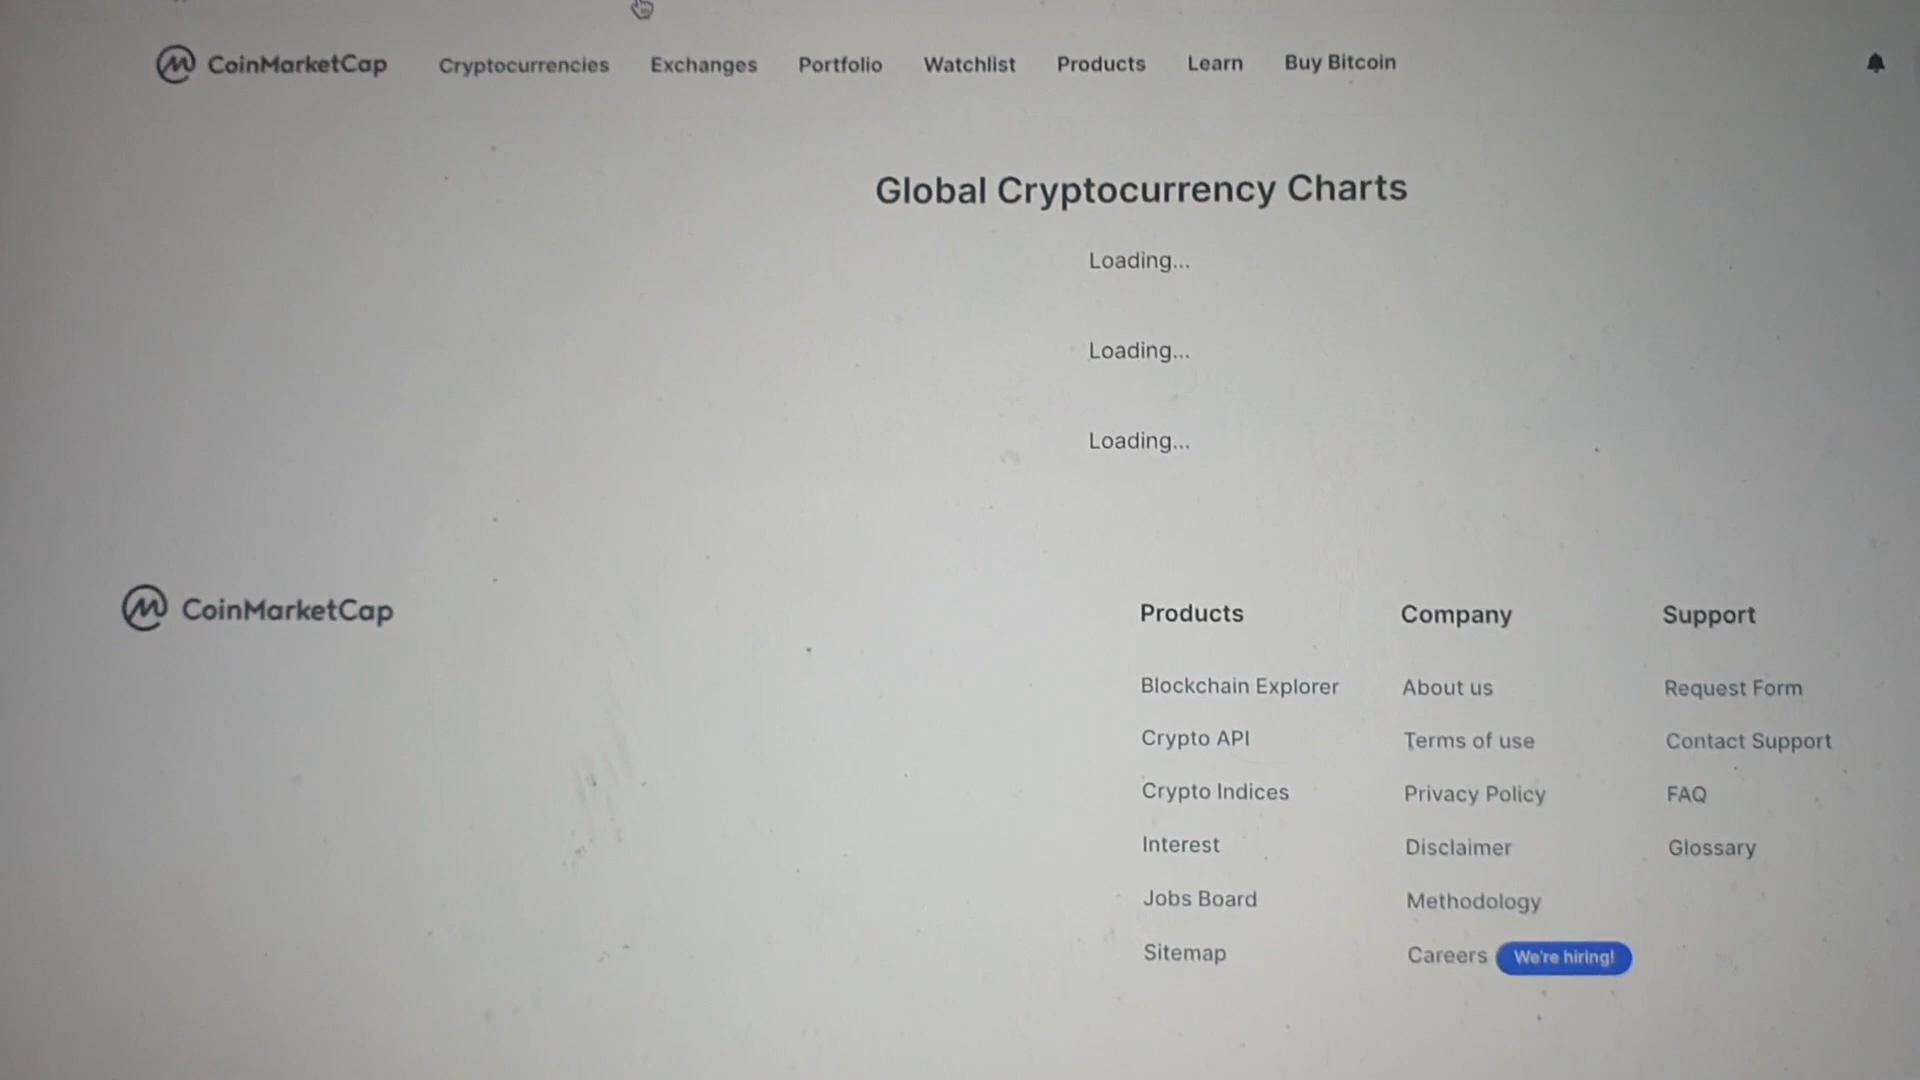 CoinMarketCap Cryptocurrencies Exchanges Portfolio Watchlist Products Learn Buy Bitcoin
Global Cryptocurrency Charts
Loading...
Loading...
Loading...
CoinMarketCap
Products
Blockchain Explorer
Crypto API
Crypto Indices
Interest
Jobs Board
Sitemap
Company
About us
Terms of use
Privacy Policy
Disclaimer
Methodology
Careers We're hiring!
Support
Request Form
Contact Support
FAQ
Glossary